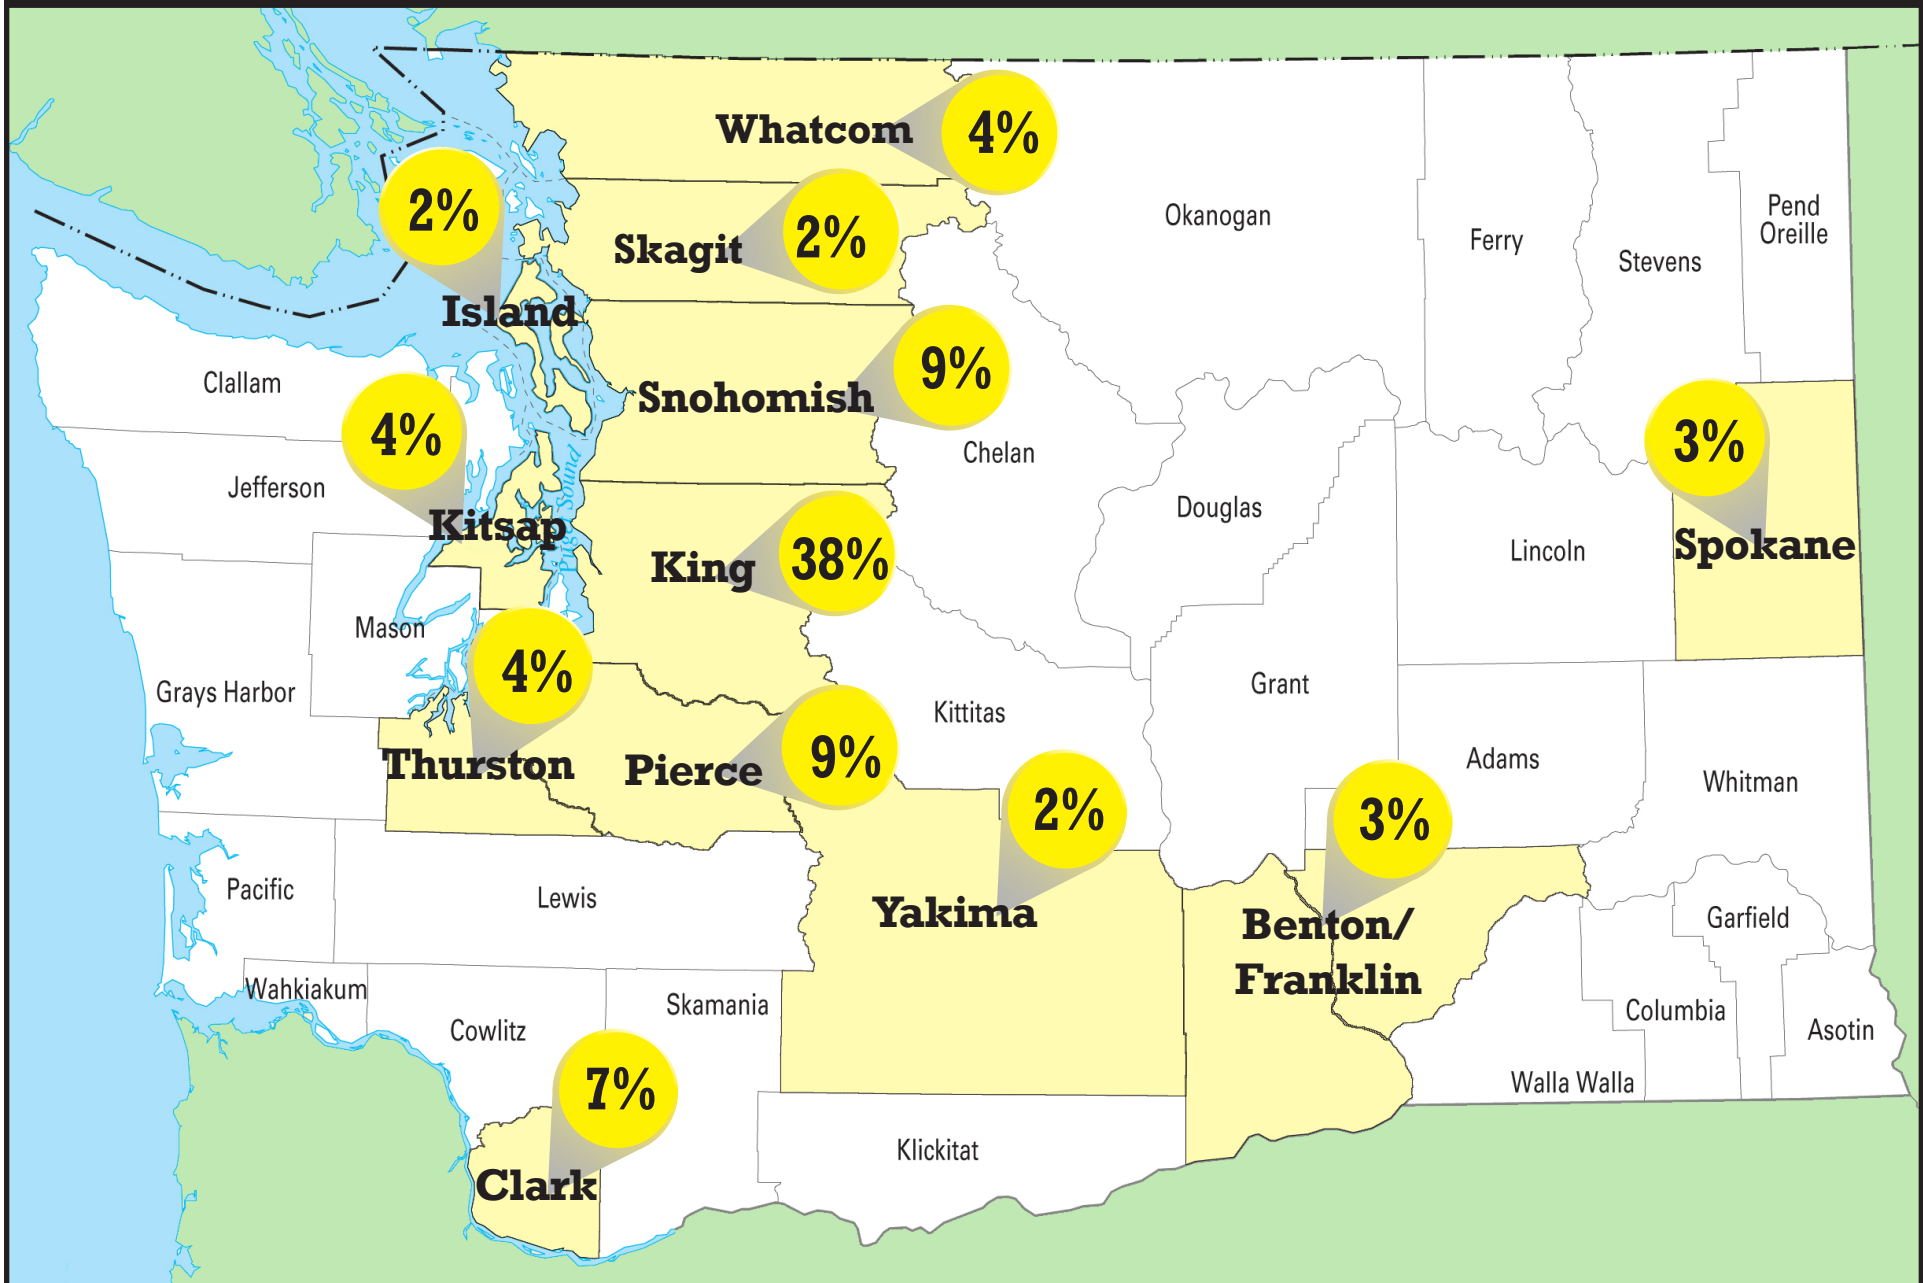 Whatcom
4%
2%
Okanogan
Pend
Oreille
Skagit
2%
Ferry
Stevens
Island
9%
Clallam
Snohomish
4%
3%
Chelan
Jefferson
Douglas
Kitsap
Puget Sound
King
38%
Lincoln
Spokane
Mason
4%
Grays Harbor
Grant
Kittitas
Thurston
Pierce
9%
Adams
Whitman
2%
3%
Pacific
Lewis
Yakima
Benton/
Franklin
Garfield
Wahkiakum
Skamania
Columbia
Cowlitz
Asotin
7%
Walla Walla
Klickitat
Clark